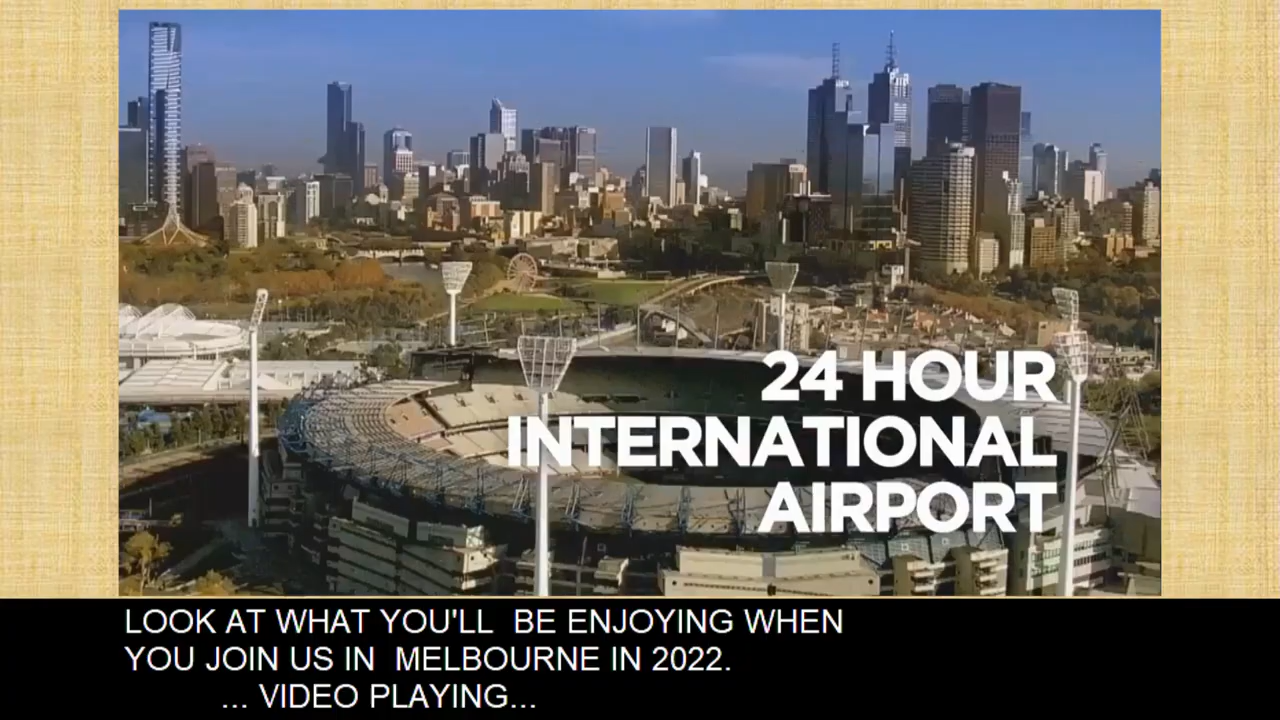 24 HOUR
INTERNATIONAL
AIRPORT
LOOK AT WHAT YOU'LL  BE ENJOYING WHEN
YOU JOIN US IN  MELBOURNE IN 2022.
... VIDEO PLAYING...